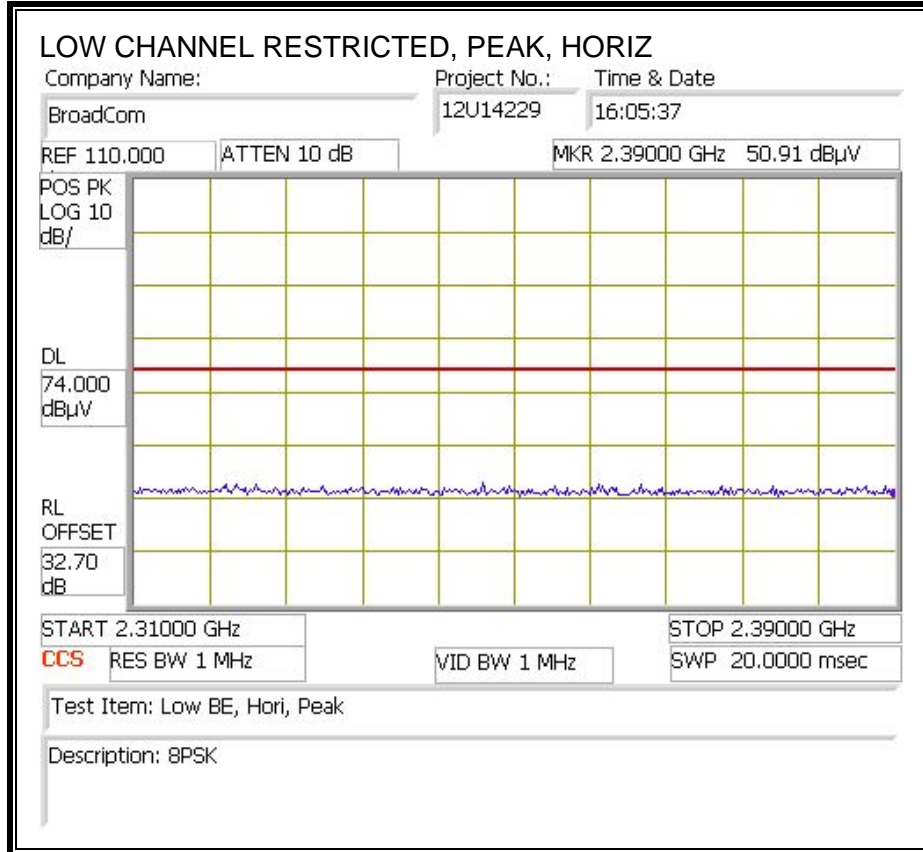 LOW CHANNEL RESTRICTED, PEAK, HORIZ
Company Name: Project No.: Time & Date
BroadCom 12U14229 16:05:37
REF 110.000 ATTEN 10 dB MKR 2.39000 GHz 50.91 dBµV
POS PK
LOG 10
dB/
DL
74.000
dBµV
RL
OFFSET
32.70
dB
START 2.31000 GHz STOP 2.39000 GHz
CCS RES BW 1 MHz VID BW 1 MHz SWP 20.0000 msec
Test Item: Low BE, Hori, Peak
Description: 8PSK